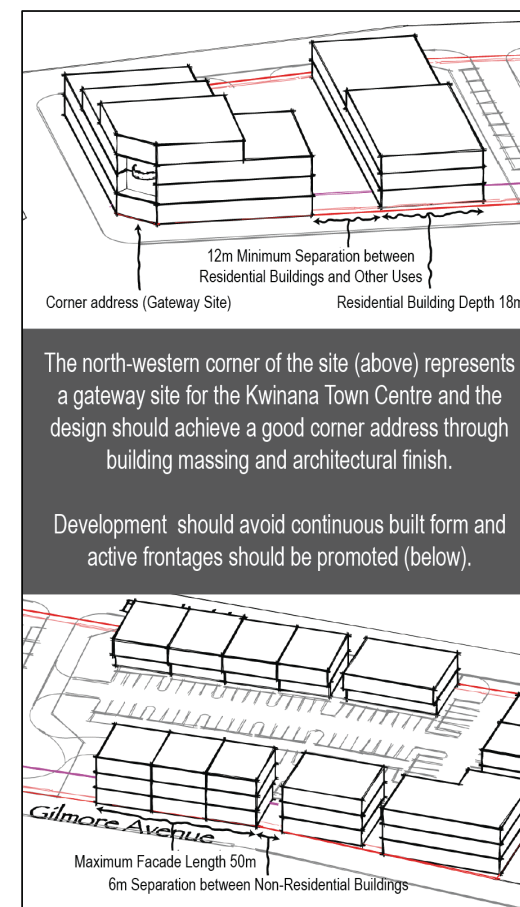 12m Minimum Separation between
Residential Buildings and Other Uses
Corner address (Gateway Site)
Residential Building Depth 18m
The north-western corner of the site (above) represents
a gateway site for the Kwinana Town Centre and the
design should achieve a good corner address through
building massing and architectural finish.
Development should avoid continuous built form and
active frontages should be promoted (below).
Gilmore Avenue
Maximum Facade Length 50m
6m Separation between Non-Residential Buildings